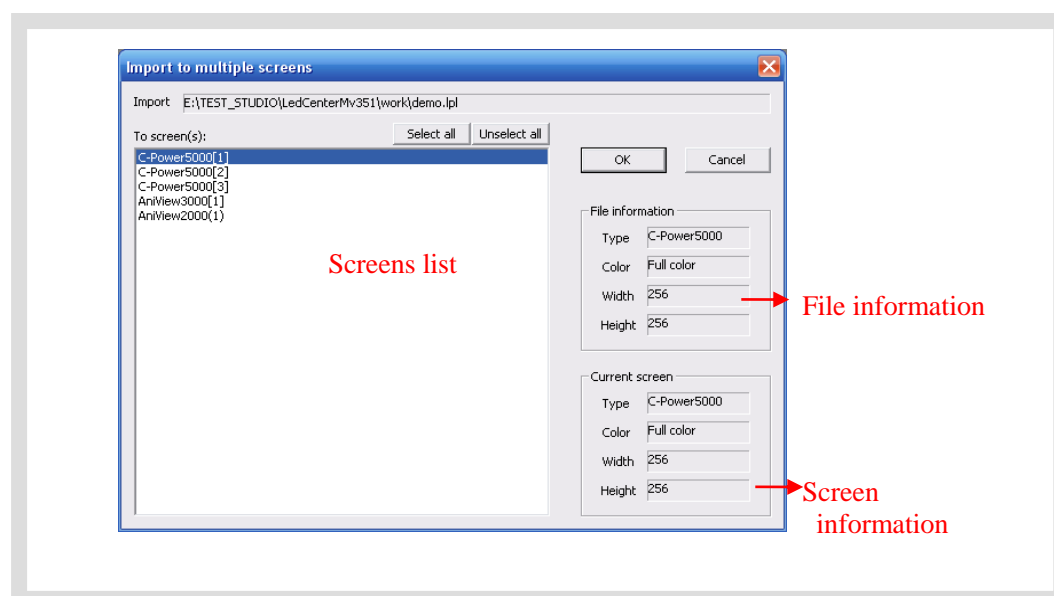 Import to multiple screens
Import E:\TEST_STUDIO\LedCenterMv351\work\demo.lpl
To screen(s): Select all Unselect all
C-Power5000[1]
C-Power5000[2]
C-Power5000[3]
AniView3000[1]
AniView2000(1)
Screens list
OK Cancel
File information
Type C-Power5000
Color Full color
Width 256
Height 256
File information
Current screen
Type C-Power5000
Color Full color
Width 256
Height 256
Screen
information